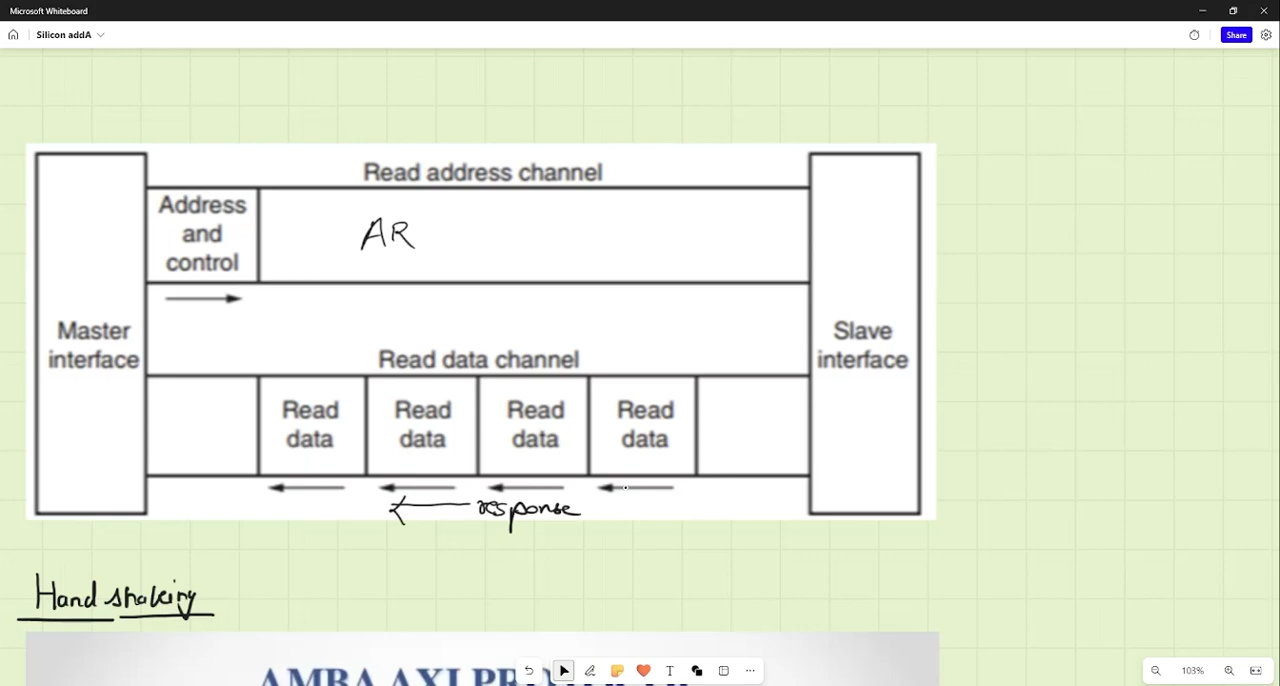 Microsoft Whiteboard
Silicon addA
Share
Read address channel
Address
and
control
AR
Master
interface
Slave
interface
Read data channel
Read
data
Read
data
Read
data
Read
data
response
Hand shaking
103%